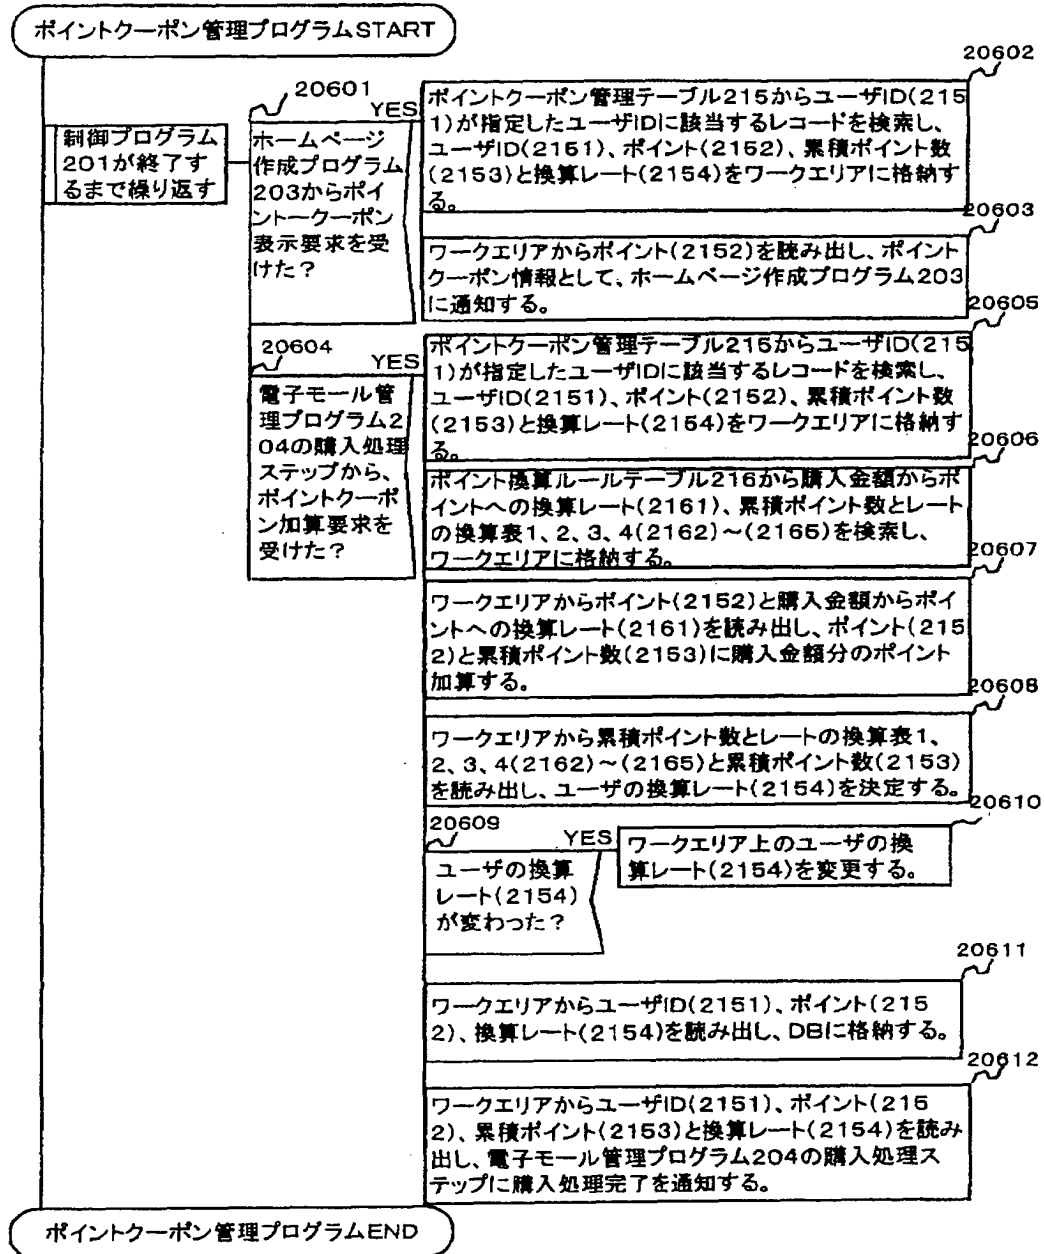 ポイントクーポン管理プログラムSTART
制御プログラム
201が終了す
るまで繰り返す
20601
YES
ホームページ
作成プログラム
203からポイ
ントークーポン
表示要求を受
けた？
20602
ポイントクーポン管理テーブル215からユーザID(215
1)が指定したユーザIDに該当するレコードを検索し、
ユーザID(2151)、ポイント(2152)、累積ポイント数
(2153)と換算レート(2154)をワークエリアに格納す
る。
20603
ワークエリアからポイント(2152)を読み出し、ポイント
クーポン情報として、ホームページ作成プログラム203
に通知する。
20604
YES
電子モール管
理プログラム2
04の購入処理
ステップから、
ポイントクーポ
ン加算要求を
受けた？
20605
ポイントクーポン管理テーブル215からユーザID(215
1)が指定したユーザIDに該当するレコードを検索し、
ユーザID(2151)、ポイント(2152)、累積ポイント数
(2153)と換算レート(2154)をワークエリアに格納す
る。
20606
ポイント換算ルールテーブル216から購入金額からポ
イントへの換算レート(2161)、累積ポイント数とレート
の換算表1、2、3、4(2162)～(2165)を検索し、
ワークエリアに格納する。
20607
ワークエリアからポイント(2152)と購入金額からポイ
ントへの換算レート(2161)を読み出し、ポイント(215
2)と累積ポイント数(2153)に購入金額分のポイント
加算する。
20608
ワークエリアから累積ポイント数とレートの換算表1、
2、3、4(2162)～(2165)と累積ポイント数(2153)
を読み出し、ユーザの換算レート(2154)を決定する。
20609
YES
ユーザの換算
レート(2154)
が変わった？
20610
ワークエリア上のユーザの換
算レート(2154)を変更する。
20611
ワークエリアからユーザID(2151)、ポイント(215
2)、換算レート(2154)を読み出し、DBに格納する。
20612
ワークエリアからユーザID(2151)、ポイント(215
2)、累積ポイント(2153)と換算レート(2154)を読み
出し、電子モール管理プログラム204の購入処理ス
テップに購入処理完了を通知する。
ポイントクーポン管理プログラムEND